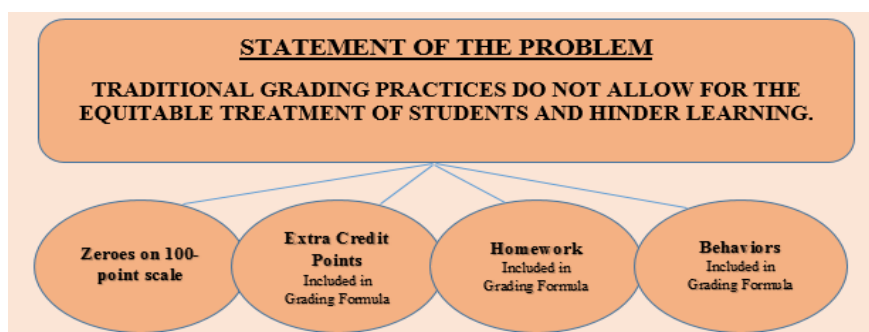 STATEMENT OF THE PROBLEM
TRADITIONAL GRADING PRACTICES DO NOT ALLOW FOR THE
EQUITABLE TREATMENT OF STUDENTS AND HINDER LEARNING.
Zeroes on 100-
point scale
Extra Credit
Points
Included in
Grading Formula
Homework
Included in
Grading Formula
Behaviors
Included in
Grading Formula